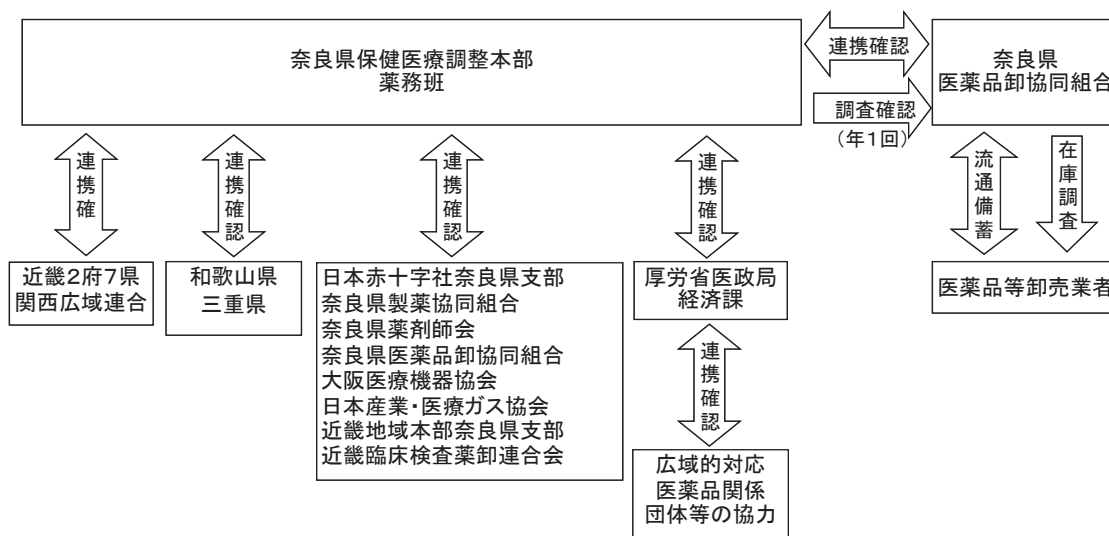 奈良県保健医療調整本部
薬務班
連携確認
調査確認
(年1回)
奈良県
医薬品卸協同組合
連携確
連携確認
連携確認
連携確認
流通備蓄
在庫調査
近畿2府7県
関西広域連合
和歌山県
三重県
日本赤十字社奈良県支部
奈良県製薬協同組合
奈良県薬剤師会
奈良県医薬品卸協同組合
大阪医療機器協会
日本産業・医療ガス協会
近畿地域本部奈良県支部
近畿臨床検査薬卸連合会
厚労省医政局
経済課
医薬品等卸売業者
連携確認
広域的対応
医薬品関係
団体等の協力